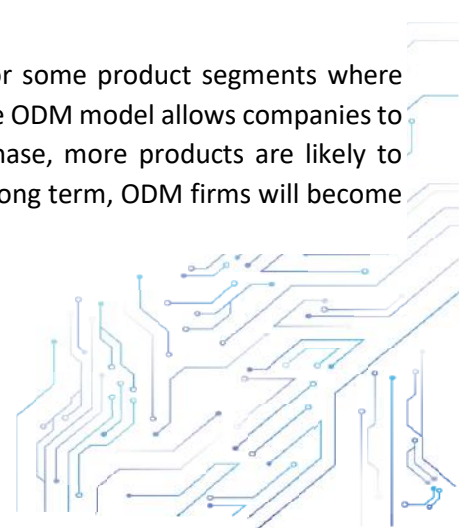 or some product segments where
e ODM model allows companies to
hase, more products are likely to
ong term, ODM firms will become